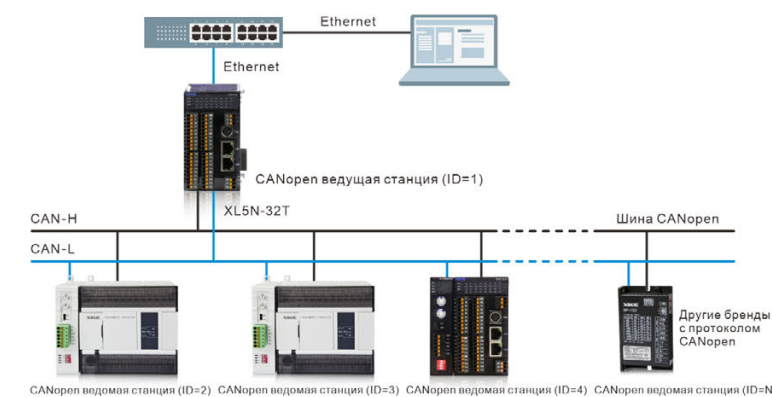 Ethernet
Ethernet
CANopen ведущая станция (ID=1)
XL5N-32T
CAN-H
Шина CANopen
CAN-L
Другие бренды
с протоколом
CANopen
CANopen ведомая станция (ID=2)
CANopen ведомая станция (ID=3)
CANopen ведомая станция (ID=4)
CANopen ведомая станция (ID=N